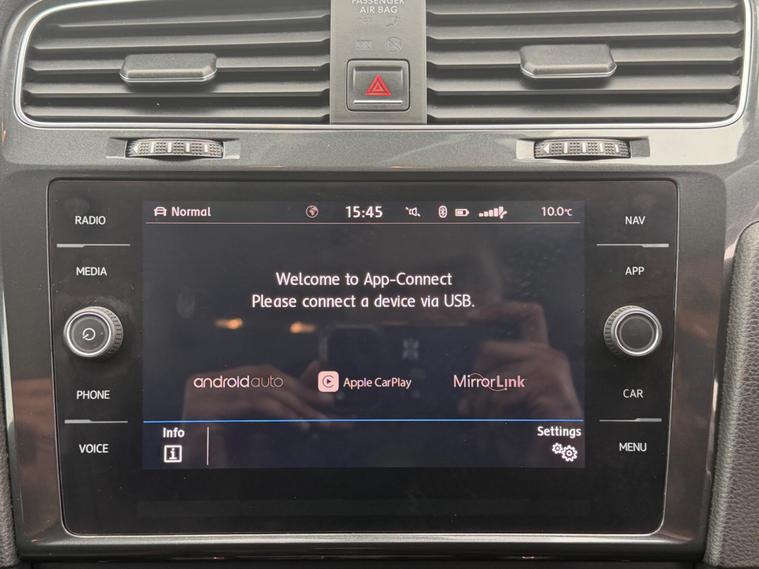 PASSENGER
AIR BAG
RADIO
MEDIA
PHONE
VOICE
Normal
15:45
10.0°C
Welcome to App-Connect
Please connect a device via USB.
androidauto
Apple CarPlay
MirrorLink
Info
i
Settings
NAV
APP
CAR
MENU